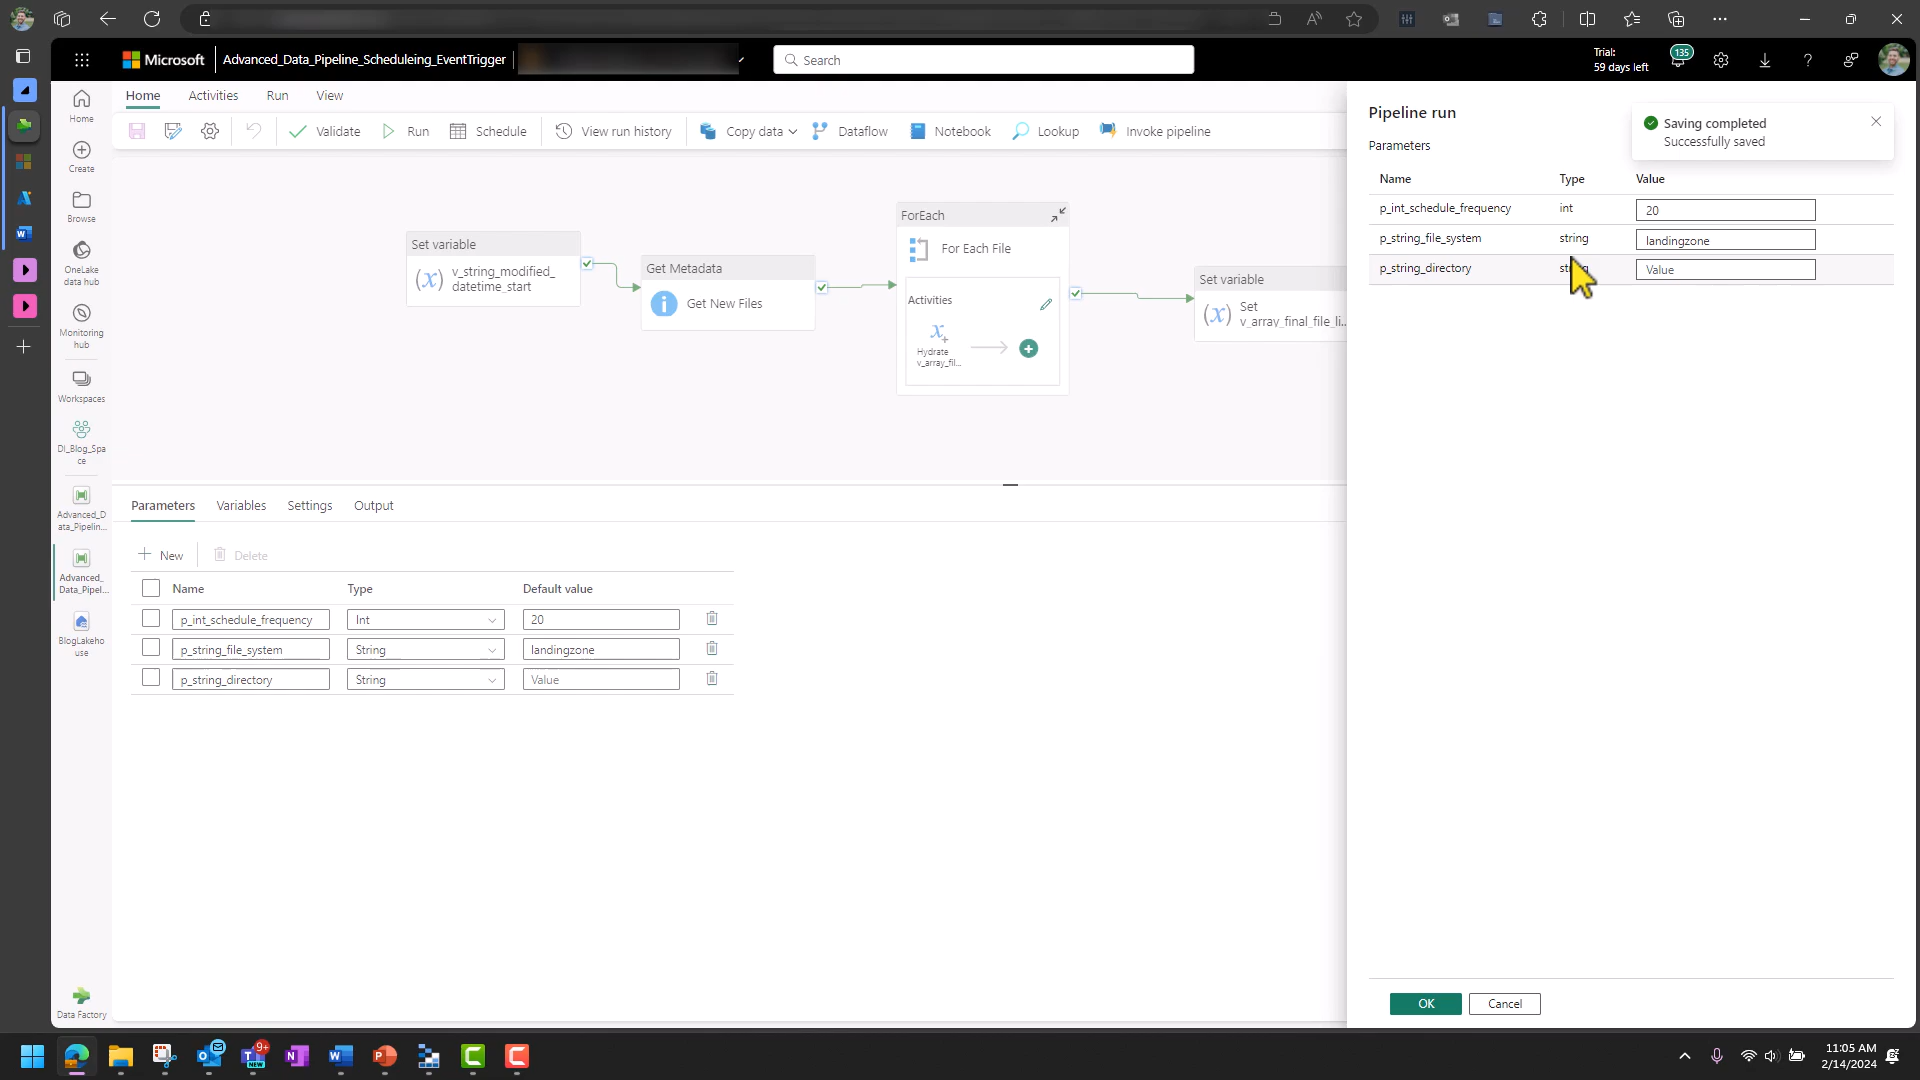 Microsoft
Advanced_Data_Pipeline_Scheduleing_EventTrigger
Search
Trial:
59 days left
135
Home
Activities
Run
View
Validate
Run
Schedule
View run history
Copy data
Dataflow
Notebook
Lookup
Invoke pipeline
Home
Create
Browse
OneLake
data hub
Monitoring
hub
Workspaces
DI_Blog_Spa
ce
Advanced_D
ata_Pipelin...
Advanced_
Data_Pipel...
BlogLakeho
use
Data Factory
Set variable
(x)
v_string_modified_
datetime_start
Get Metadata
Get New Files
ForEach
For Each File
Activities
Hydrate
v_array_fil...
Set variable
(x)
Set
v_array_final_file_li...
Parameters
Variables
Settings
Output
New
Delete
Name
Type
Default value
p_int_schedule_frequency
Int
20
p_string_file_system
String
landingzone
p_string_directory
String
Value
Pipeline run
Parameters
Saving completed
Successfully saved
Name
Type
Value
p_int_schedule_frequency
int
20
p_string_file_system
string
landingzone
p_string_directory
Value
OK
Cancel
9+
NEW
11:05 AM
2/14/2024